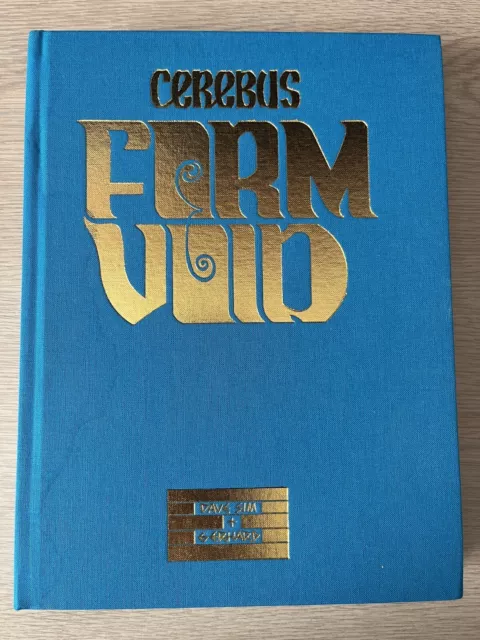 CEREBUS
FORM
VOID
DAVE SIM
+
GERHARD